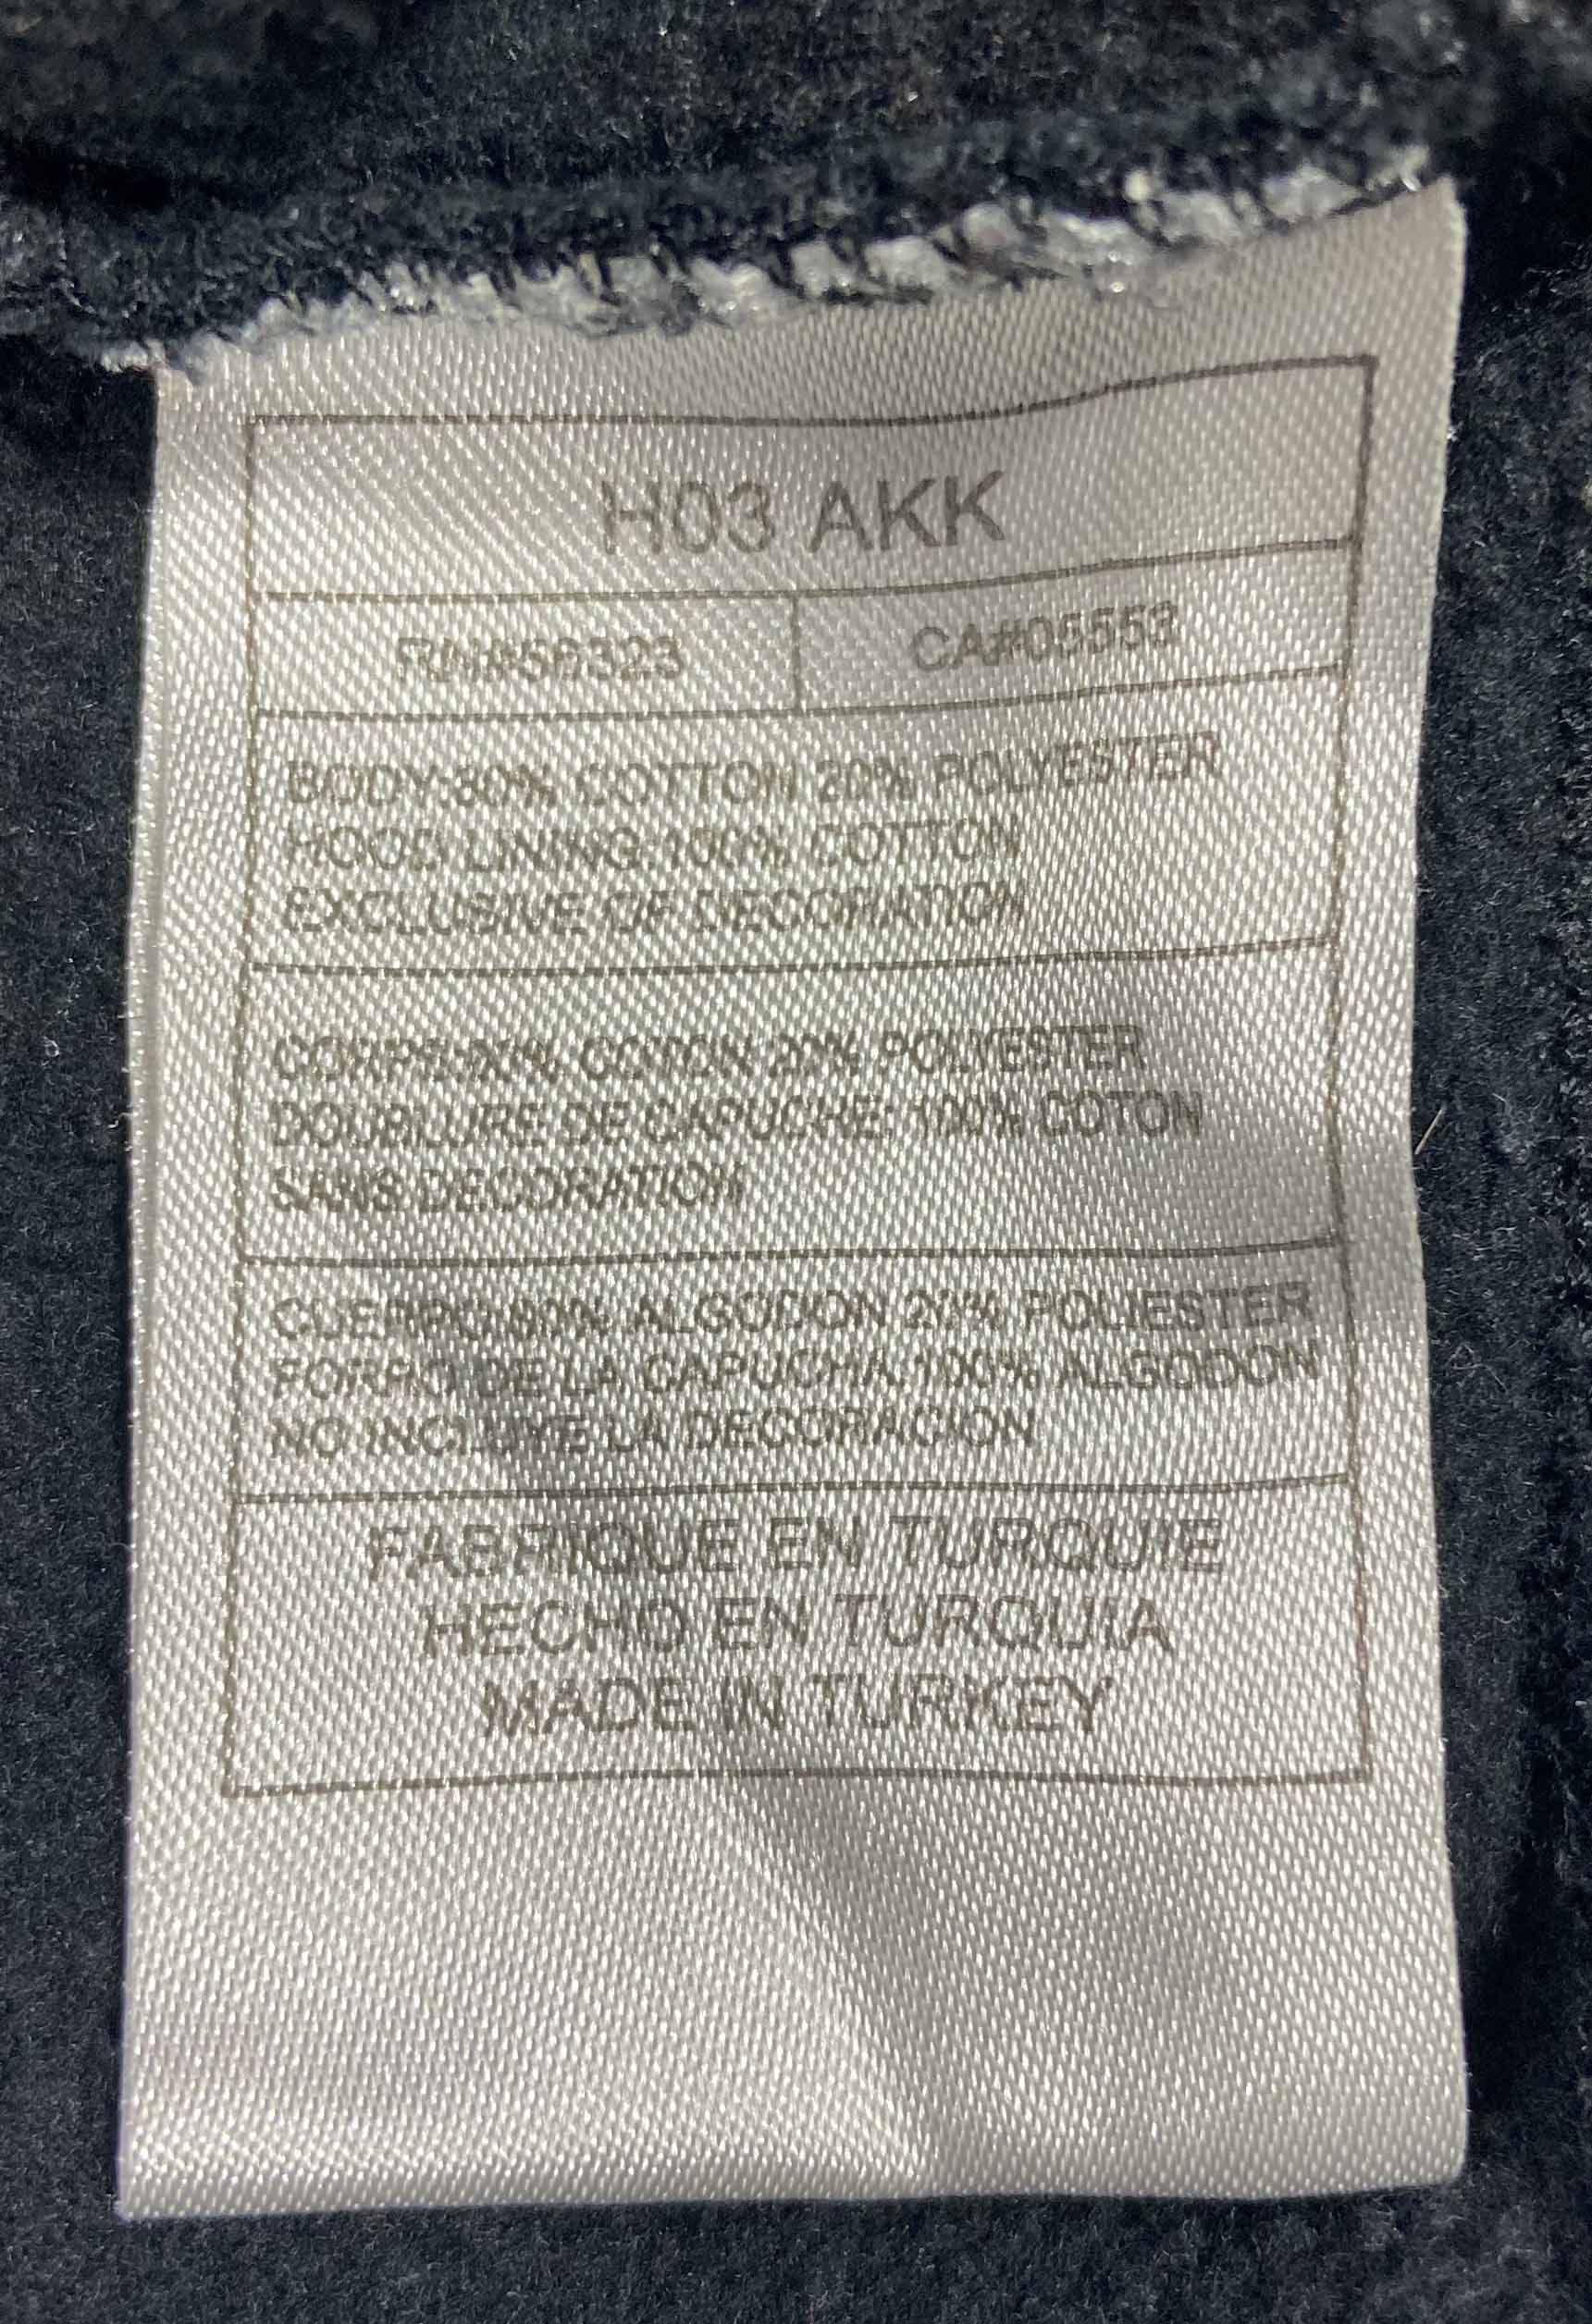 H03 AKK
RN#56323 CA#05553
BODY:80% COTTON 20% POLYESTER
HOOD LINING:100% COTTON
EXCLUSIVE OF DECORATION
CORPS:80% COTON 20% POLYESTER
DOUBLURE DE CAPUCHE: 100% COTON
SANS DECORATION
CUERPO:80% ALGODON 20% POLIESTER
FORRO DE LA CAPUCHA:100% ALGODON
NO INCLUYE LA DECORACION
FABRIQUE EN TURQUIE
HECHO EN TURQUIA
MADE IN TURKEY